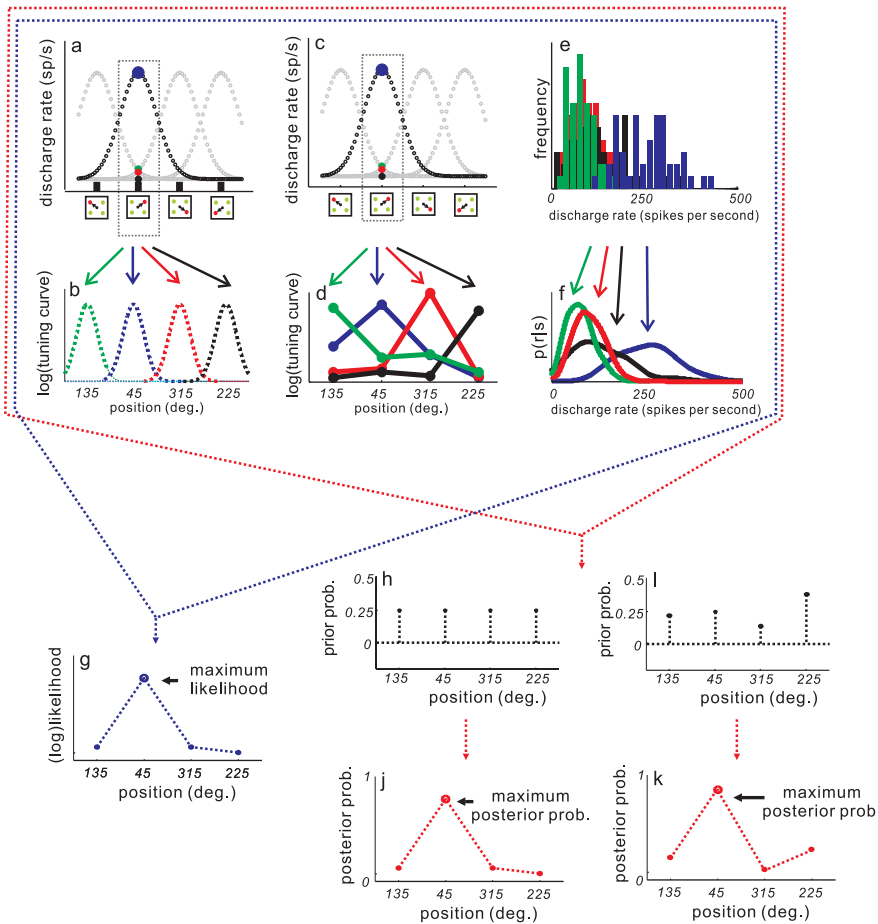 a
discharge rate (sp/s)
c
discharge rate (sp/s)
e
frequency
0
250
500
discharge rate (spikes per second)
b
log(tuning curve)
135
45
315
225
position (deg.)
d
log(tuning curve)
135
45
315
225
position (deg.)
f
p(r|s)
0
250
500
discharge rate (spikes per second)
g
(log)likelihood
maximum
likelihood
135
45
315
225
position (deg.)
h
prior prob.
0.5
0.25
0
135
45
315
225
position (deg.)
l
prior prob.
0.5
0.25
0
135
45
315
225
position (deg.)
j
posterior prob.
1
0
maximum
posterior prob.
135
45
315
225
position (deg.)
k
posterior prob.
1
0
maximum
posterior prob
135
45
315
225
position (deg.)